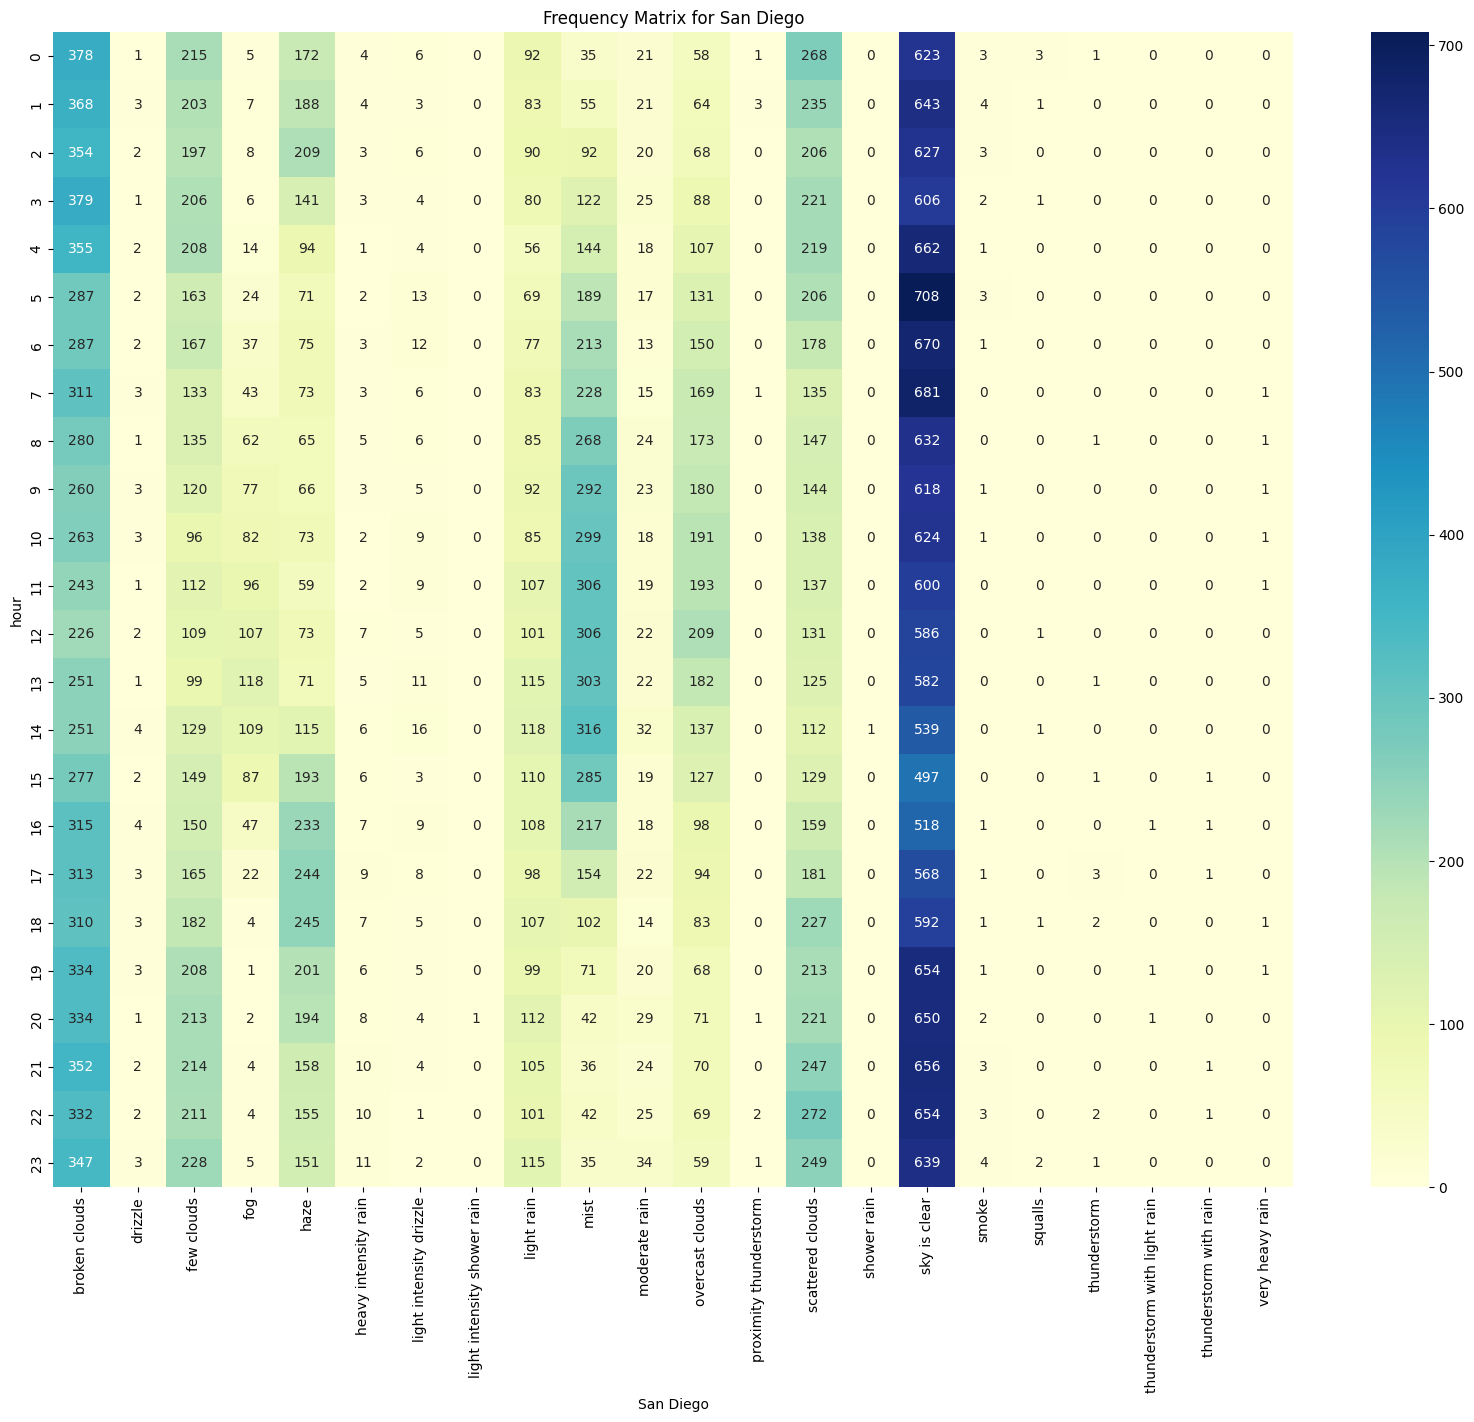 Frequency Matrix for San Diego
0 378 1 215 5 172 4 6 0 92 35 21 58 1 268 0 623 3 3 1 0 0 0
1 368 3 203 7 188 4 3 0 83 55 21 64 3 235 0 643 4 1 0 0 0 0
2 354 2 197 8 209 3 6 0 90 92 20 68 0 206 0 627 3 0 0 0 0 0
3 379 1 206 6 141 3 4 0 80 122 25 88 0 221 0 606 2 1 0 0 0 0
4 355 2 208 14 94 1 4 0 56 144 18 107 0 219 0 662 1 0 0 0 0 0
5 287 2 163 24 71 2 13 0 69 189 17 131 0 206 0 708 3 0 0 0 0 0
6 287 2 167 37 75 3 12 0 77 213 13 150 0 178 0 670 1 0 0 0 0 0
7 311 3 133 43 73 3 6 0 83 228 15 169 1 135 0 681 0 0 0 0 0 1
8 280 1 135 62 65 5 6 0 85 268 24 173 0 147 0 632 0 0 1 0 0 1
9 260 3 120 77 66 3 5 0 92 292 23 180 0 144 0 618 1 0 0 0 0 1
10 263 3 96 82 73 2 9 0 85 299 18 191 0 138 0 624 1 0 0 0 0 1
11 243 1 112 96 59 2 9 0 107 306 19 193 0 137 0 600 0 0 0 0 0 1
12 226 2 109 107 73 7 5 0 101 306 22 209 0 131 0 586 0 1 0 0 0 0
13 251 1 99 118 71 5 11 0 115 303 22 182 0 125 0 582 0 0 1 0 0 0
14 251 4 129 109 115 6 16 0 118 316 32 137 0 112 1 539 0 1 0 0 0 0
15 277 2 149 87 193 6 3 0 110 285 19 127 0 129 0 497 0 0 1 0 1 0
16 315 4 150 47 233 7 9 0 108 217 18 98 0 159 0 518 1 0 0 1 1 0
17 313 3 165 22 244 9 8 0 98 154 22 94 0 181 0 568 1 0 3 0 1 0
18 310 3 182 4 245 7 5 0 107 102 14 83 0 227 0 592 1 1 2 0 0 1
19 334 3 208 1 201 6 5 0 99 71 20 68 0 213 0 654 1 0 0 1 0 1
20 334 1 213 2 194 8 4 1 112 42 29 71 1 221 0 650 2 0 0 1 0 0
21 352 2 214 4 158 10 4 0 105 36 24 70 0 247 0 656 3 0 0 0 1 0
22 332 2 211 4 155 10 1 0 101 42 25 69 2 272 0 654 3 0 2 0 1 0
23 347 3 228 5 151 11 2 0 115 35 34 59 1 249 0 639 4 2 1 0 0 0
hour
broken clouds
drizzle
few clouds
fog
haze
heavy intensity rain
light intensity drizzle
light intensity shower rain
light rain
mist
moderate rain
overcast clouds
proximity thunderstorm
scattered clouds
shower rain
sky is clear
smoke
squalls
thunderstorm
thunderstorm with light rain
thunderstorm with rain
very heavy rain
San Diego
700
600
500
400
300
200
100
0